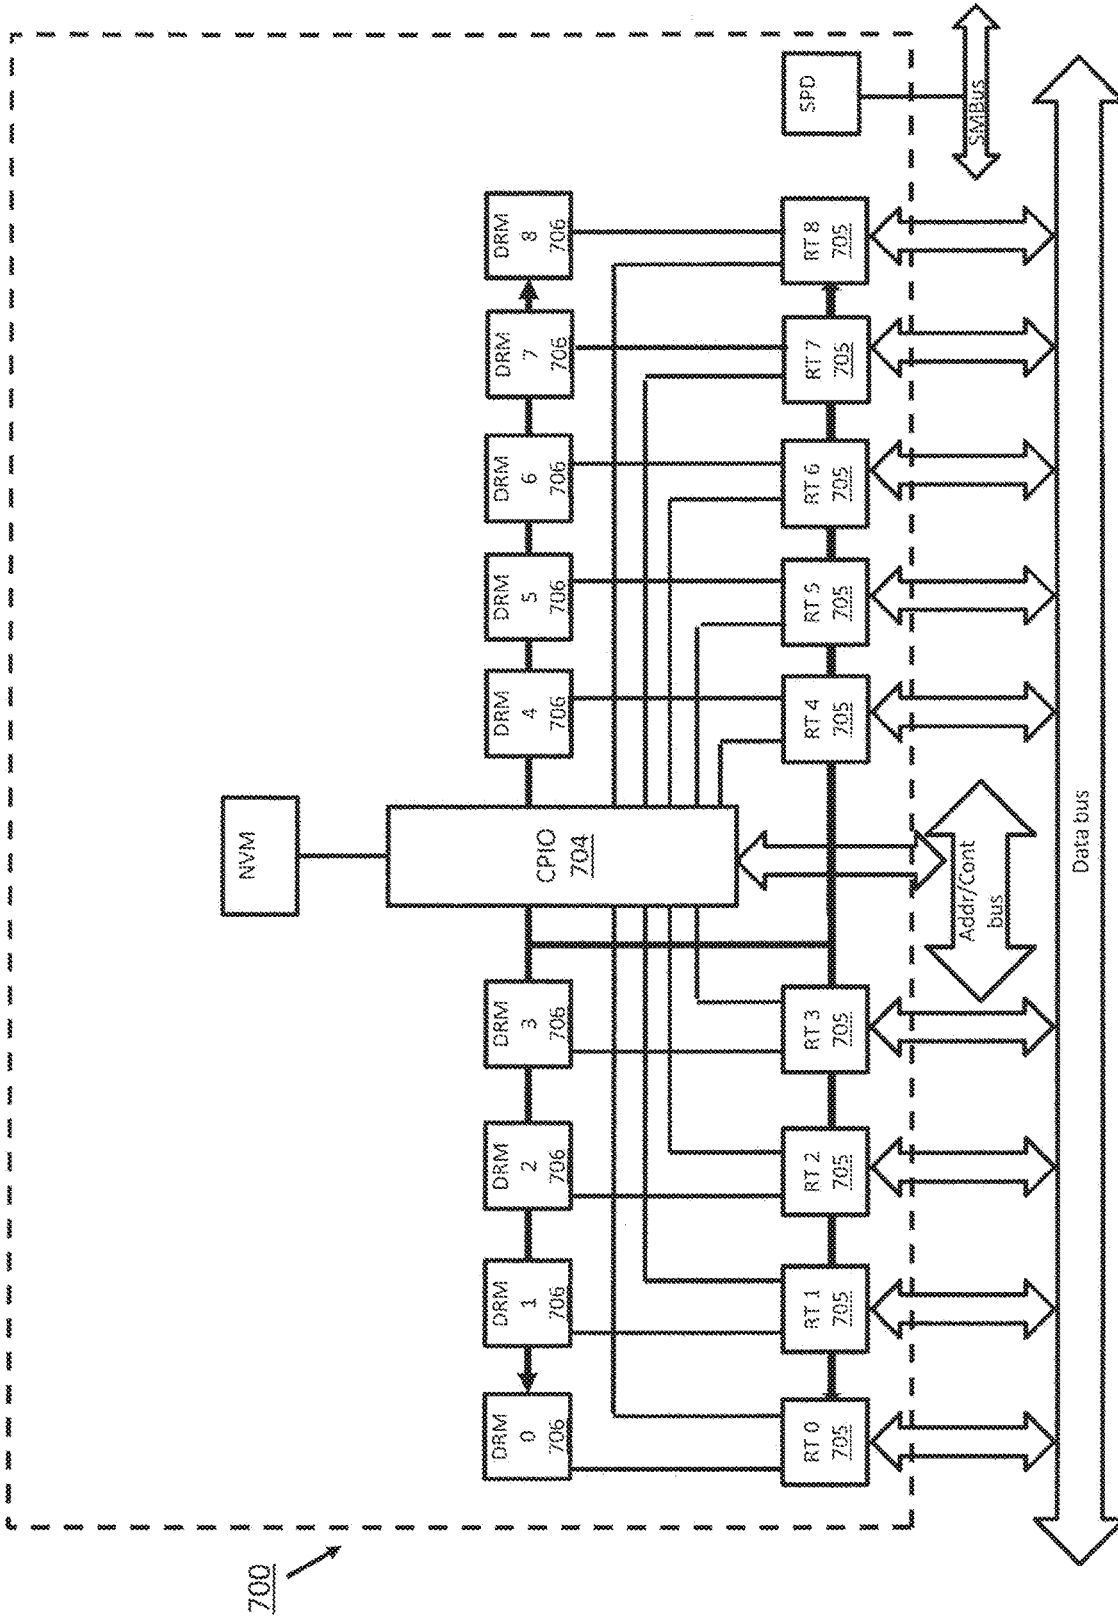 700
NVM
CPIO
704
DRM
0
706
DRM
1
706
DRM
2
706
DRM
3
706
DRM
4
706
DRM
5
706
DRM
6
706
DRM
7
706
DRM
8
706
RT 0
705
RT 1
705
RT 2
705
RT 3
705
RT 4
705
RT 5
705
RT 6
705
RT 7
705
RT 8
705
SPD
Addr/Cont
bus
SMBus
Data bus